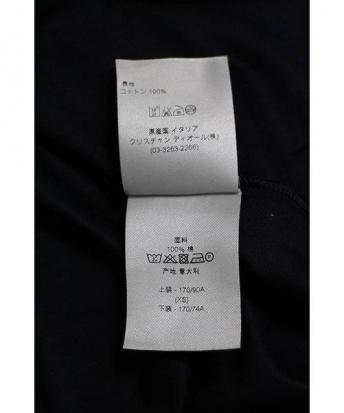 表地
コットン 100%
原産国 イタリア
クリスチャン ディオール(株)
(03-3263-2266)
面料
100% 棉
产地 意大利
上装 - 170/90A
(XS)
下装 - 170/74A